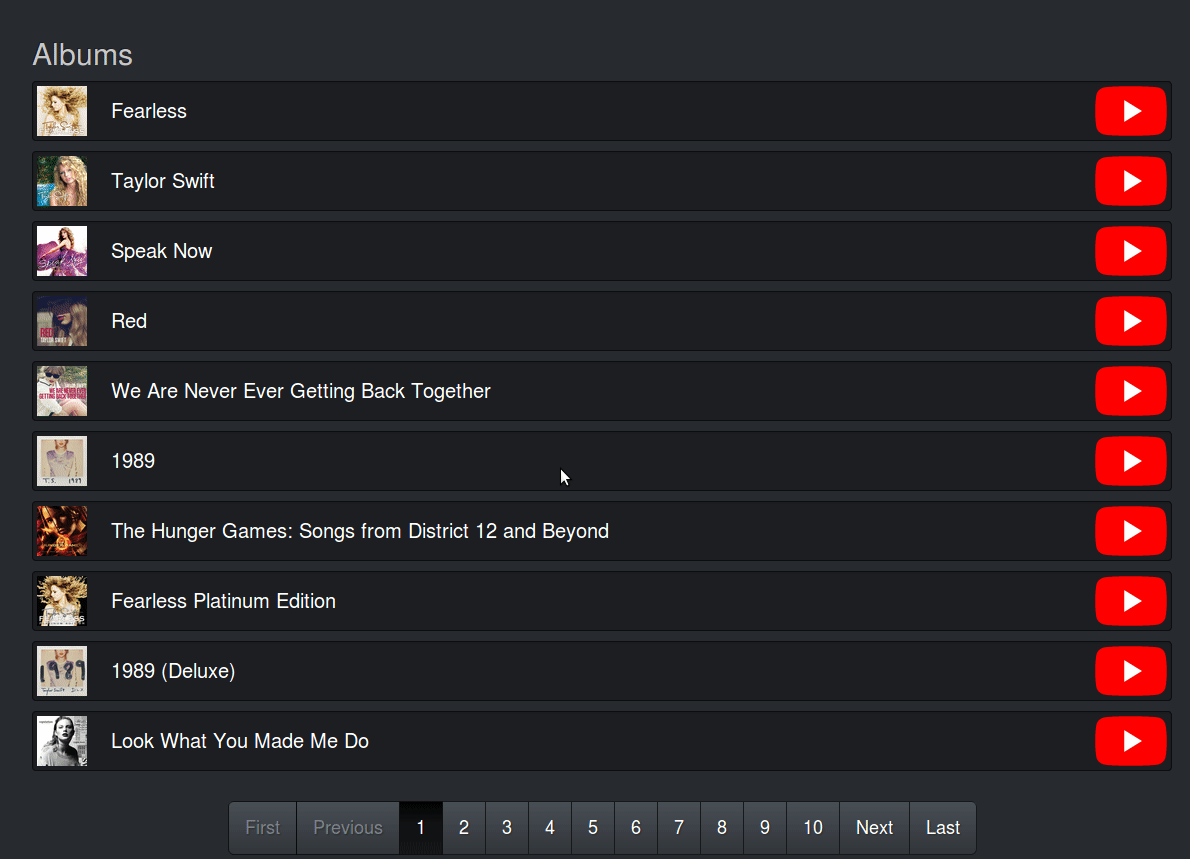 Albums
Fearless
Taylor Swift
Speak Now
Red
We Are Never Ever Getting Back Together
1989
The Hunger Games: Songs from District 12 and Beyond
Fearless Platinum Edition
1989 (Deluxe)
Look What You Made Me Do
First Previous 1 2 3 4 5 6 7 8 9 10 Next Last